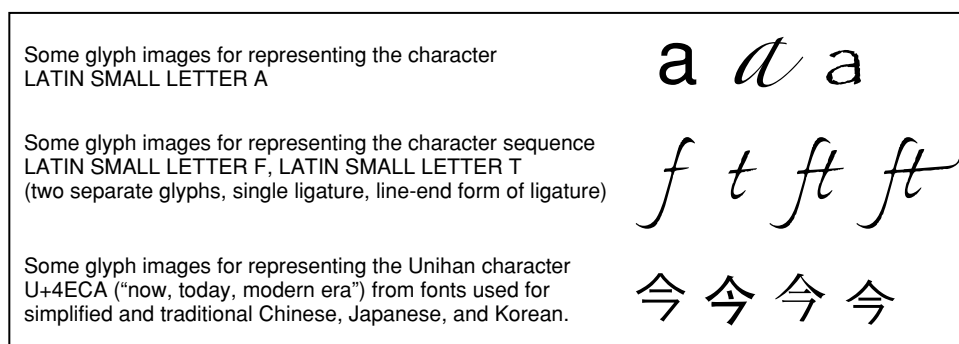 Some glyph images for representing the character
LATIN SMALL LETTER A
a a a
Some glyph images for representing the character sequence
LATIN SMALL LETTER F, LATIN SMALL LETTER T
(two separate glyphs, single ligature, line-end form of ligature)
f t ft ft
Some glyph images for representing the Unihan character
U+4ECA (“now, today, modern era”) from fonts used for
simplified and traditional Chinese, Japanese, and Korean.
今 今 今 今